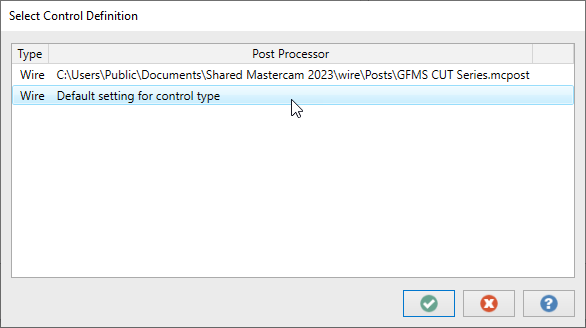 Select Control Definition
Type Post Processor
Wire C:\Users\Public\Documents\Shared Mastercam 2023\wire\Posts\GFMS CUT Series.mcpost
Wire Default setting for control type
?